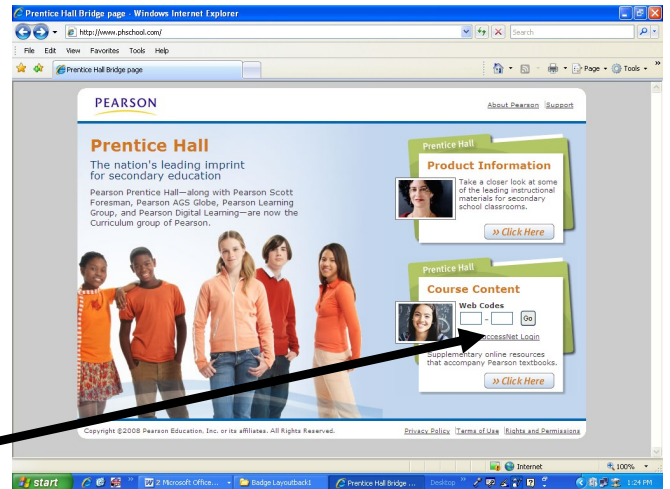 Prentice Hall Bridge page - Windows Internet Explorer
http://www.phschool.com/
Search
File Edit View Favorites Tools Help
Prentice Hall Bridge page
Page Tools
PEARSON
About Pearson Support
Prentice Hall
The nation's leading imprint
for secondary education
Pearson Prentice Hall—along with Pearson Scott
Foresman, Pearson AGS Globe, Pearson Learning
Group, and Pearson Digital Learning—are now the
Curriculum group of Pearson.
Prentice Hall
Product Information
Take a closer look at some
of the leading instructional
materials for secondary
school classrooms.
» Click Here
Prentice Hall
Course Content
Web Codes
– Go
ccessNet Login
Supplementary online resources
that accompany Pearson textbooks.
» Click Here
Copyright ©2008 Pearson Education, Inc. or its affiliates. All Rights Reserved.
Privacy Policy Terms of Use Rights and Permissions
Internet 100%
start 2 Microsoft Office... Badge Layoutback1 Prentice Hall Bridge ... Desktop » 1:24 PM